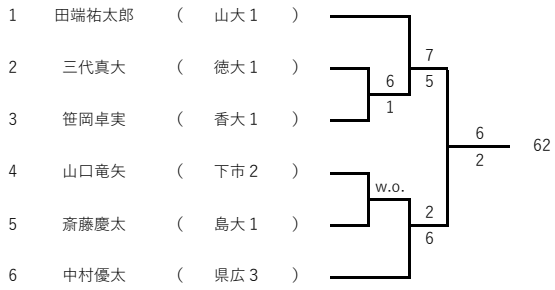 1 田端祐太郎 ( 山大1 )
7
2 三代真大 ( 徳大1 )
6 5
1
3 笹岡卓実 ( 香大1 )
6
62
2
4 山口竜矢 ( 下市2 )
w.o.
2
5 斎藤慶太 ( 島大1 )
6
6 中村優太 ( 県広3 )